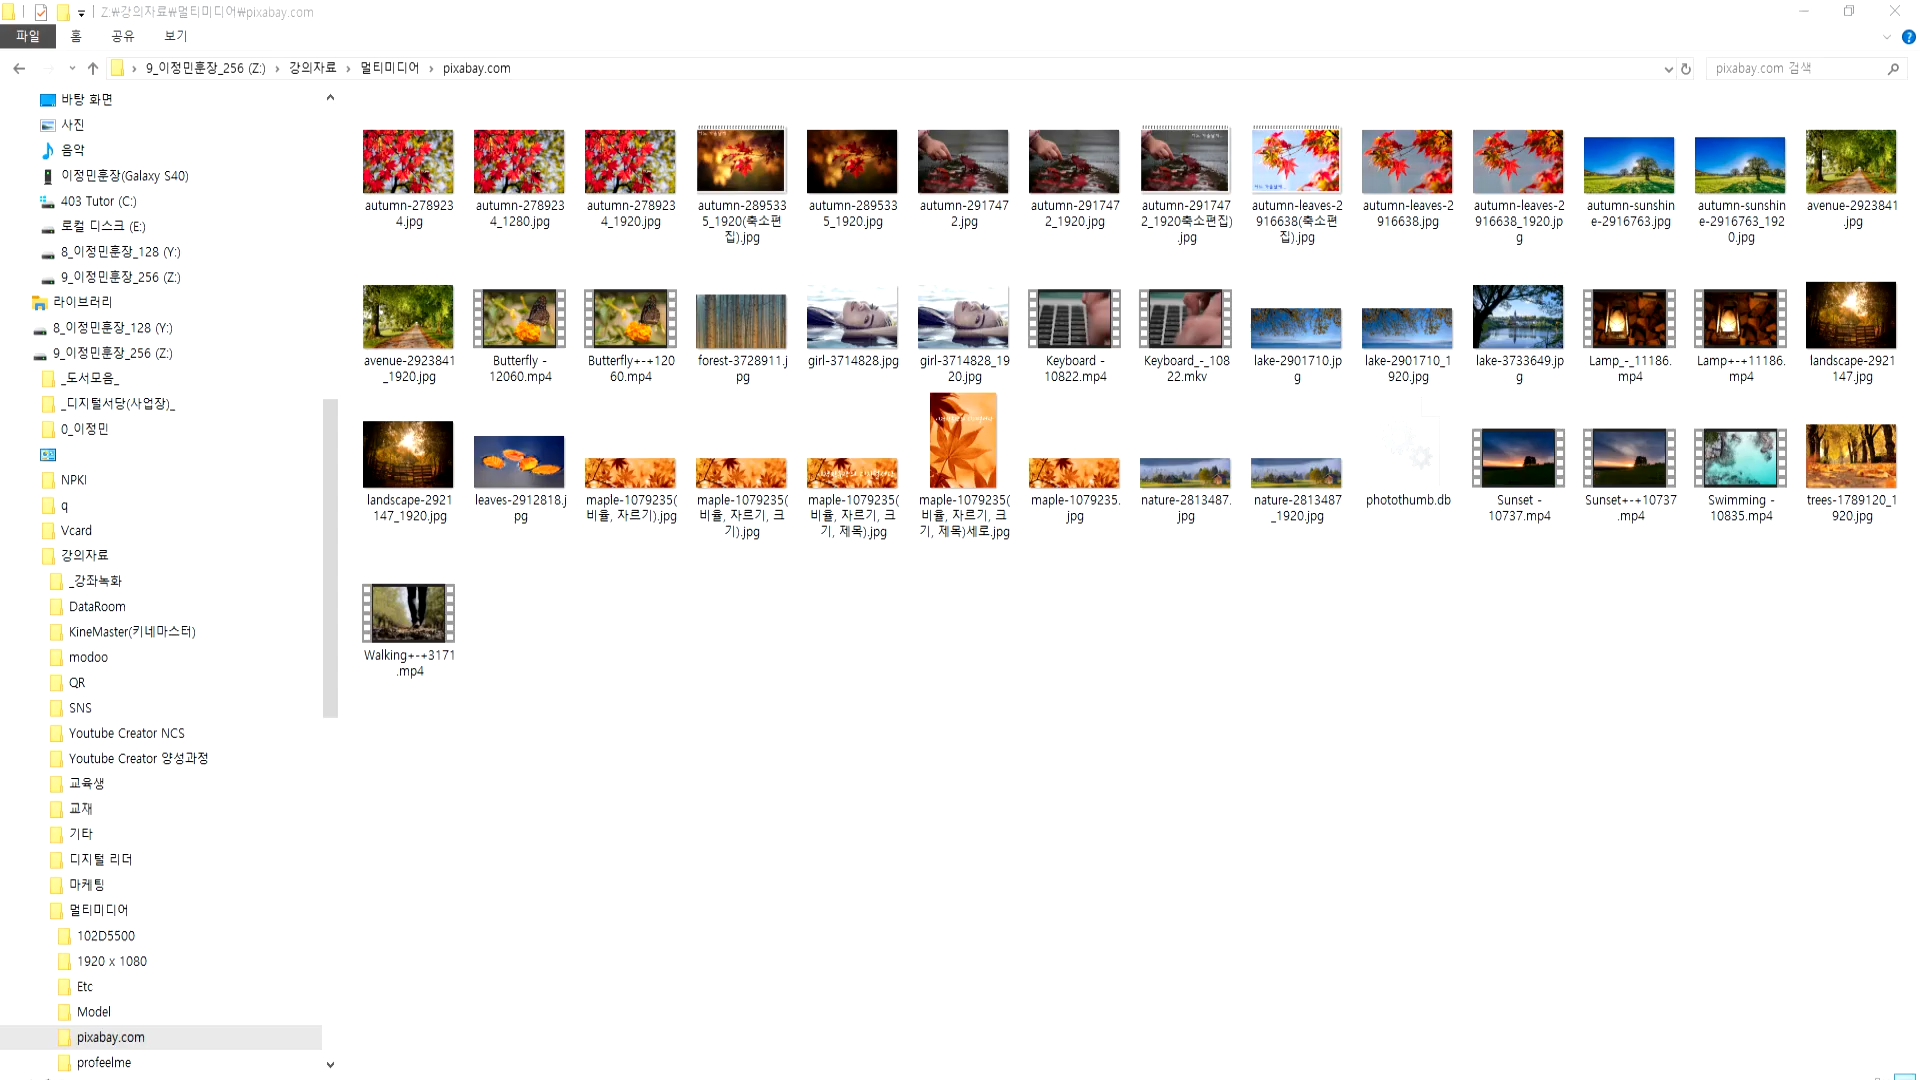 Z:\강의자료\멀티미디어\pixabay.com
파일 홈 공유 보기
9_이정민훈장_256 (Z:) › 강의자료 › 멀티미디어 › pixabay.com
pixabay.com 검색
바탕 화면
사진
음악
이정민훈장(Galaxy S40)
403 Tutor (C:)
로컬 디스크 (E:)
8_이정민훈장_128 (Y:)
9_이정민훈장_256 (Z:)
라이브러리
8_이정민훈장_128 (Y:)
9_이정민훈장_256 (Z:)
_도서모음_
_디지털서당(사업장)_
0_이정민
NPKI
q
Vcard
강의자료
_강좌녹화
DataRoom
KineMaster(키네마스터)
modoo
QR
SNS
Youtube Creator NCS
Youtube Creator 양성과정
교육생
교재
기타
디지털 리더
마케팅
멀티미디어
102D5500
1920 x 1080
Etc
Model
pixabay.com
profeelme
autumn-278923
4.jpg
autumn-278923
4_1280.jpg
autumn-278923
4_1920.jpg
autumn-289533
5_1920(축소편
집).jpg
autumn-289533
5_1920.jpg
autumn-291747
2.jpg
autumn-291747
2_1920.jpg
autumn-291747
2_1920축소편집)
.jpg
autumn-leaves-2
916638(축소편
집).jpg
autumn-leaves-2
916638.jpg
autumn-leaves-2
916638_1920.jp
g
autumn-sunshin
e-2916763.jpg
autumn-sunshin
e-2916763_192
0.jpg
avenue-2923841
.jpg
avenue-2923841
_1920.jpg
Butterfly -
12060.mp4
Butterfly+-+120
60.mp4
forest-3728911.j
pg
girl-3714828.jpg
girl-3714828_19
20.jpg
Keyboard -
10822.mp4
Keyboard_-_108
22.mkv
lake-2901710.jp
g
lake-2901710_1
920.jpg
lake-3733649.jp
g
Lamp_-_11186.
mp4
Lamp+-+11186.
mp4
landscape-2921
147.jpg
landscape-2921
147_1920.jpg
leaves-2912818.j
pg
maple-1079235(
비율, 자르기).jpg
maple-1079235(
비율, 자르기, 크
기).jpg
maple-1079235(
비율, 자르기, 크
기, 제목).jpg
maple-1079235(
비율, 자르기, 크
기, 제목)세로.jpg
maple-1079235.
jpg
nature-2813487.
jpg
nature-2813487
_1920.jpg
photothumb.db
Sunset -
10737.mp4
Sunset+-+10737
.mp4
Swimming -
10835.mp4
trees-1789120_1
920.jpg
Walking+-+3171
.mp4